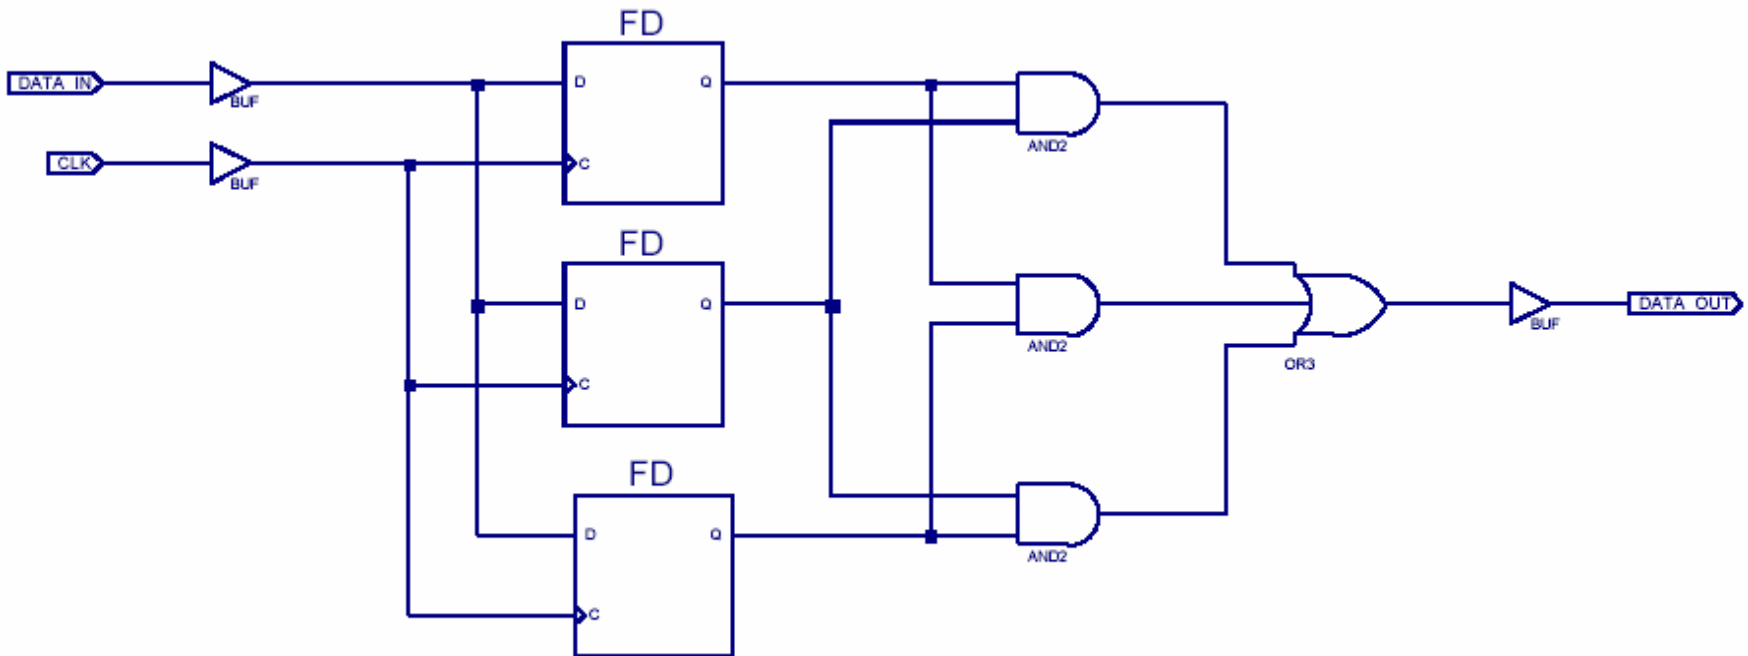 FD
DATA_IN
BUF
D
Q
CLK
BUF
C
AND2
FD
D
Q
C
AND2
BUF
DATA_OUT
OR3
FD
D
Q
C
AND2